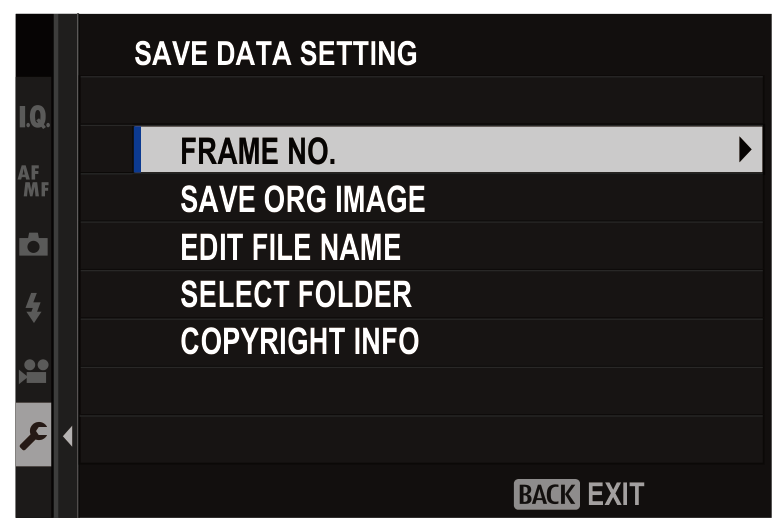 SAVE DATA SETTING
I.Q.
FRAME NO.
AF
MF
SAVE ORG IMAGE
EDIT FILE NAME
SELECT FOLDER
COPYRIGHT INFO
BACK EXIT